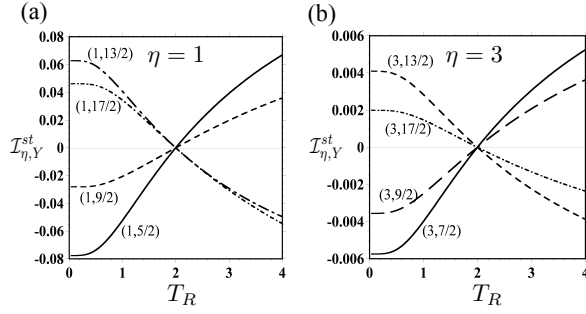 (a)
η = 1
0.08
0.06
0.04
0.02
0
-0.02
-0.04
-0.06
-0.08
(1,13/2)
(1,17/2)
(1,9/2)
(1,5/2)
ℐ^{st}_{η,Y}
0 1 2 3 4
T_R
(b)
η = 3
0.006
0.004
0.002
0
-0.002
-0.004
-0.006
(3,13/2)
(3,17/2)
(3,9/2)
(3,7/2)
ℐ^{st}_{η,Y}
0 1 2 3 4
T_R